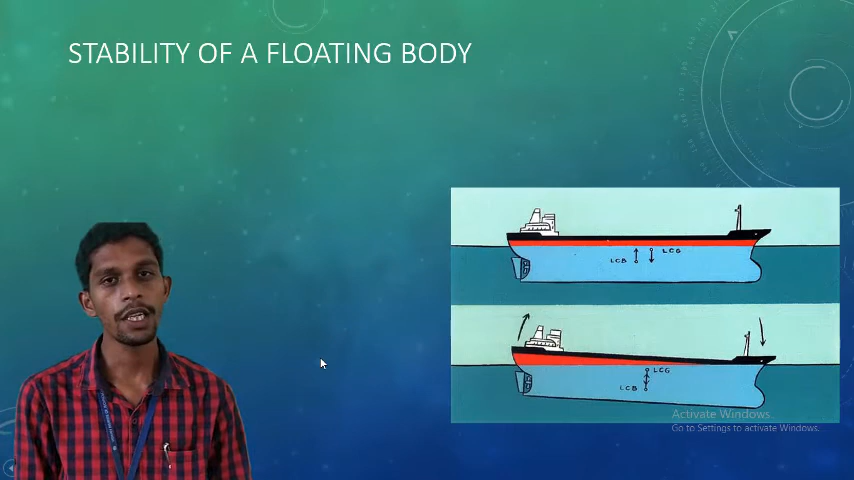 STABILITY OF A FLOATING BODY
LCG
LCB
LCG
LCB
Activate Windows
Go to Settings to activate Windows.